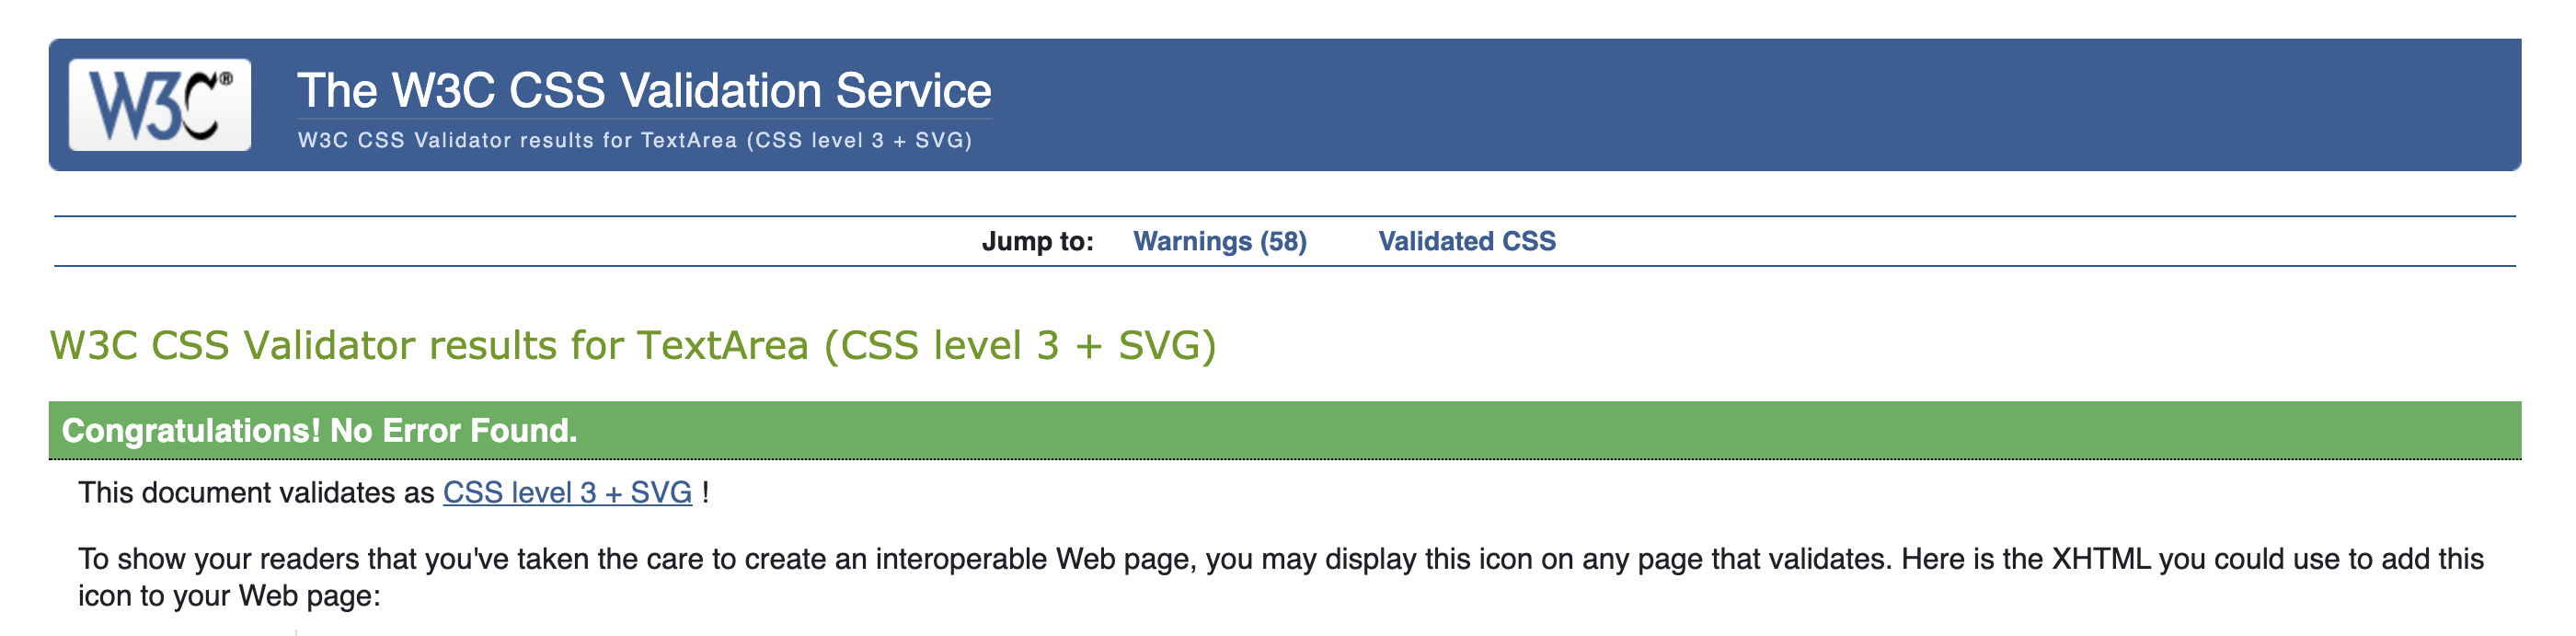 W3C®
The W3C CSS Validation Service
W3C CSS Validator results for TextArea (CSS level 3 + SVG)
Jump to: Warnings (58) Validated CSS
W3C CSS Validator results for TextArea (CSS level 3 + SVG)
Congratulations! No Error Found.
This document validates as CSS level 3 + SVG !
To show your readers that you've taken the care to create an interoperable Web page, you may display this icon on any page that validates. Here is the XHTML you could use to add this
icon to your Web page: